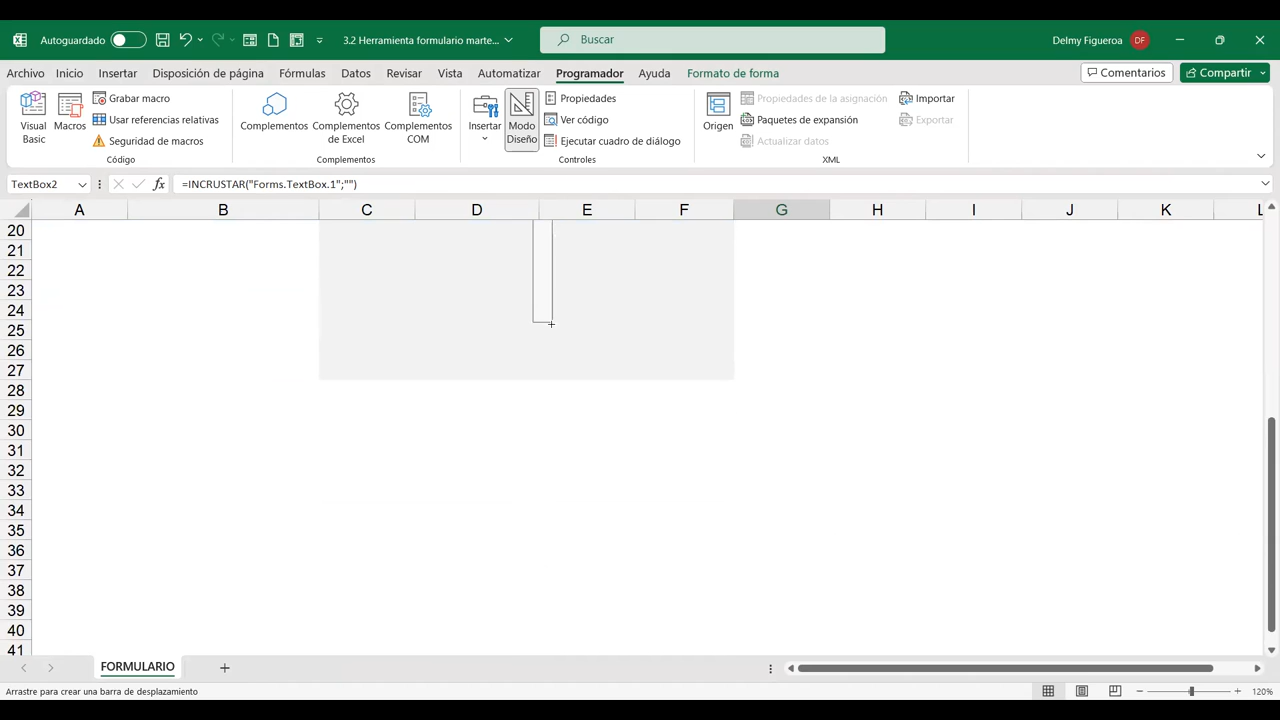 Autoguardado
3.2 Herramienta formulario marte...
Buscar
Delmy Figueroa
DF
Archivo Inicio Insertar Disposición de página Fórmulas Datos Revisar Vista Automatizar Programador Ayuda Formato de forma
Comentarios
Compartir
Visual Basic
Macros
Grabar macro
Usar referencias relativas
Seguridad de macros
Código
Complementos
Complementos de Excel
Complementos COM
Complementos
Insertar
Modo Diseño
Propiedades
Ver código
Ejecutar cuadro de diálogo
Controles
Origen
Propiedades de la asignación
Paquetes de expansión
Actualizar datos
Importar
Exportar
XML
TextBox2
fx
=INCRUSTAR("Forms.TextBox.1";"")
A B C D E F G H I J K L
20
21
22
23
24
25
26
27
28
29
30
31
32
33
34
35
36
37
38
39
40
41
FORMULARIO
Arrastre para crear una barra de desplazamiento
120%